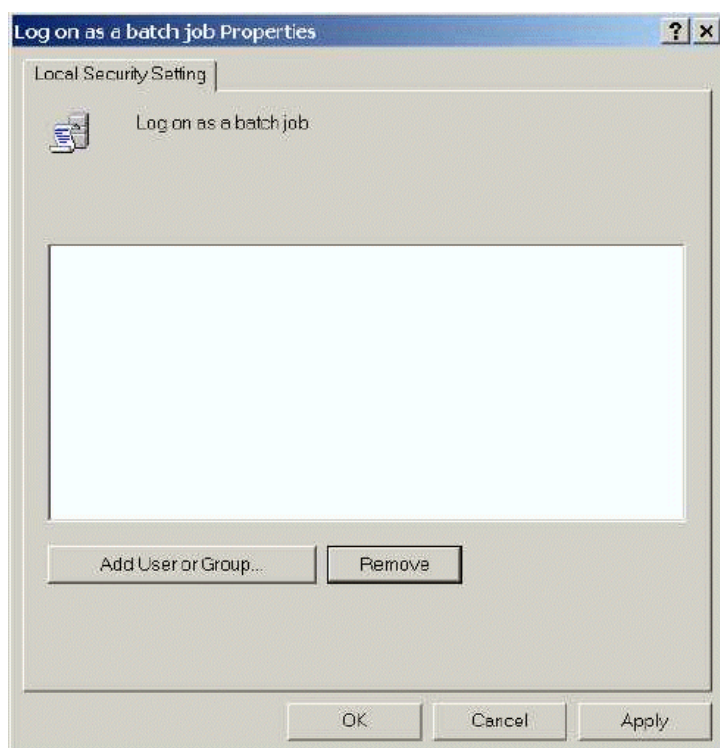 Log on as a batch job Properties
Local Security Setting
Log on as a batch job
Add User or Group...
Remove
OK
Cancel
Apply